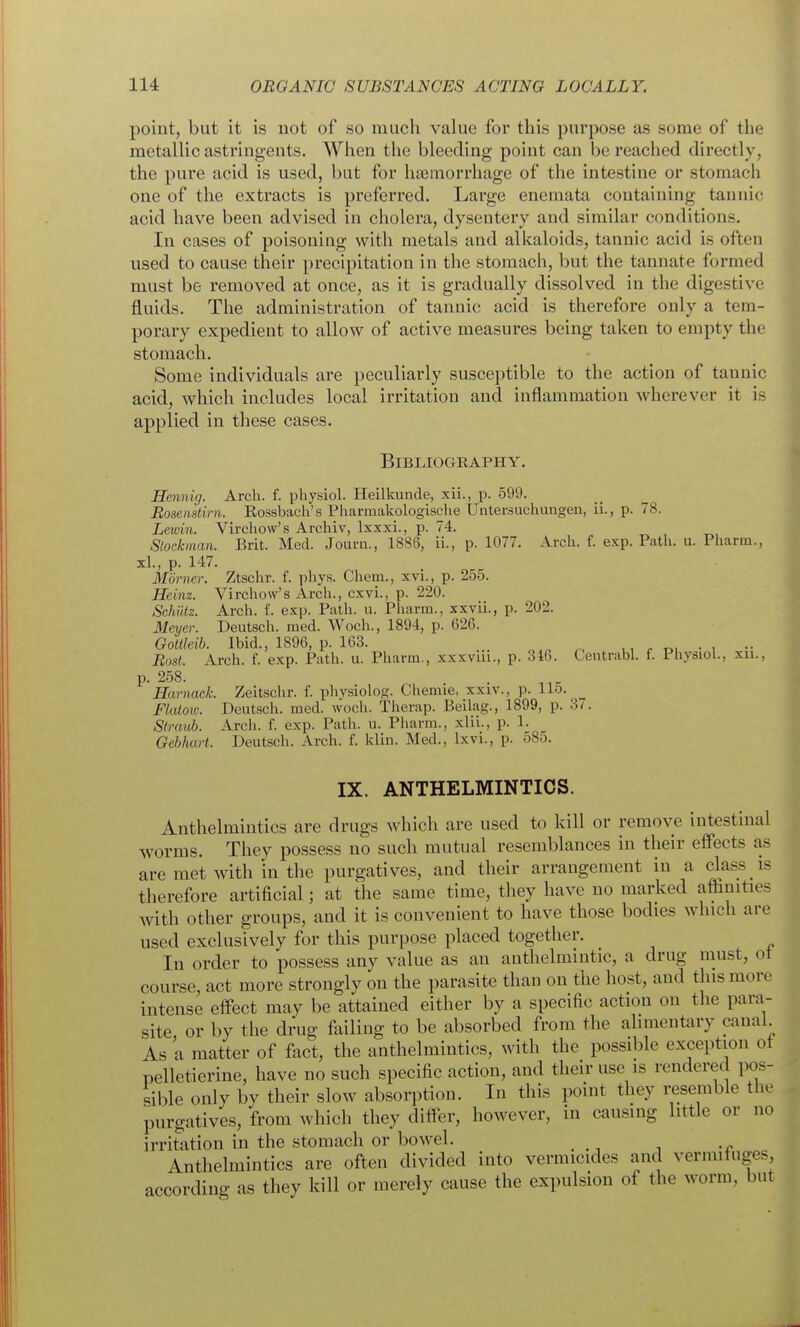 114 ORGANIC SUBSTANCES ACTING LOCALLY.
point, but it is not of so much value for this purpose as some of the
metallic astringents. When the bleeding point can be reached directly,
the pure acid is used, but for hæmorrhage of the intestine or stomach
one of the extracts is preferred. Large enemata containing tannic
acid have been advised in cholera, dysentery and similar conditions.
In cases of poisoning with metals and alkaloids, tannic acid is often
used to cause their precipitation in the stomach, but the tannate formed
must be removed at once, as it is gradually dissolved in the digestive
fluids. The administration of tannic acid is therefore only a tem-
porary expedient to allow of active measures being taken to empty the
stomach.
Some individuals are peculiarly susceptible to the action of tannic
acid, which includes local irritation and inflammation wherever it is
applied in these cases.
BIBLIOGRAPHY.
Hennig. Arch. f. physiol. Heilkunde, xii., p. 599.
Rosenstirn. Rossbach's Pharmakologische Untersuchungen, ii., p. 78.
Lewin. Virchow's Archiv, lxxxi., p. 74.
Stockman. Brit. Med. Journ., 1886, ii., p. 1077. Arch. f. exp. Path. u. Pharm.,
xl., p. 147.
Mörner. Ztschr. f. phys. Chem., xvi., p. 255.
Heinz. Virchow's Arch., cxvi., p. 220.
Schütz. Arch. f. exp. Path. u. Pharm., xxvii., p. 202.
Meyer. Deutsch. med. Woch., 1894, p. 626.
Gottleib. Ibid., 1896, p. 163.
Rost. Arch. f. exp. Path. u. Pharm., xxxviii., p. 346. Centrabl. f. Physiol., xii.,
p. 258.
Harnack. Zeitschr. f. physiolog. Chemie, xxiv., p. 115.
Flatow. Deutsch. med. woch. Therap. Beilag., 1899, p. 37.
Straub. Arch. f. exp. Path. u. Pharm., xlii., p. 1.
Gebhart. Deutsch. Arch. f. klin. Med., lxvi., p. 585.
IX. ANTHELMINTICS.
Anthelmintics are drugs which are used to kill or remove intestinal
worms. They possess no such mutual resemblances in their effects as
are met with in the purgatives, and their arrangement in a class is
therefore artificial; at the same time, they have no marked affinities
with other groups, and it is convenient to have those bodies which are
used exclusively for this purpose placed together.
In order to possess any value as an anthelmintic, a drug must, of
course, act more strongly on the parasite than on the host, and this more
intense effect may be attained either by a specific action on the para-
site, or by the drug failing to be absorbed from the alimentary canal.
As a matter of fact, the anthelmintics, with the possible exception of
pelletierine, have no such specific action, and their use is rendered pos-
sible only by their slow absorption. In this point they resemble the
purgatives, from which they differ, however, in causing little or no
irritation in the stomach or bowel.
Anthelmintics are often divided into vermicides and vermifuges,
according as they kill or merely cause the expulsion of the worm, but